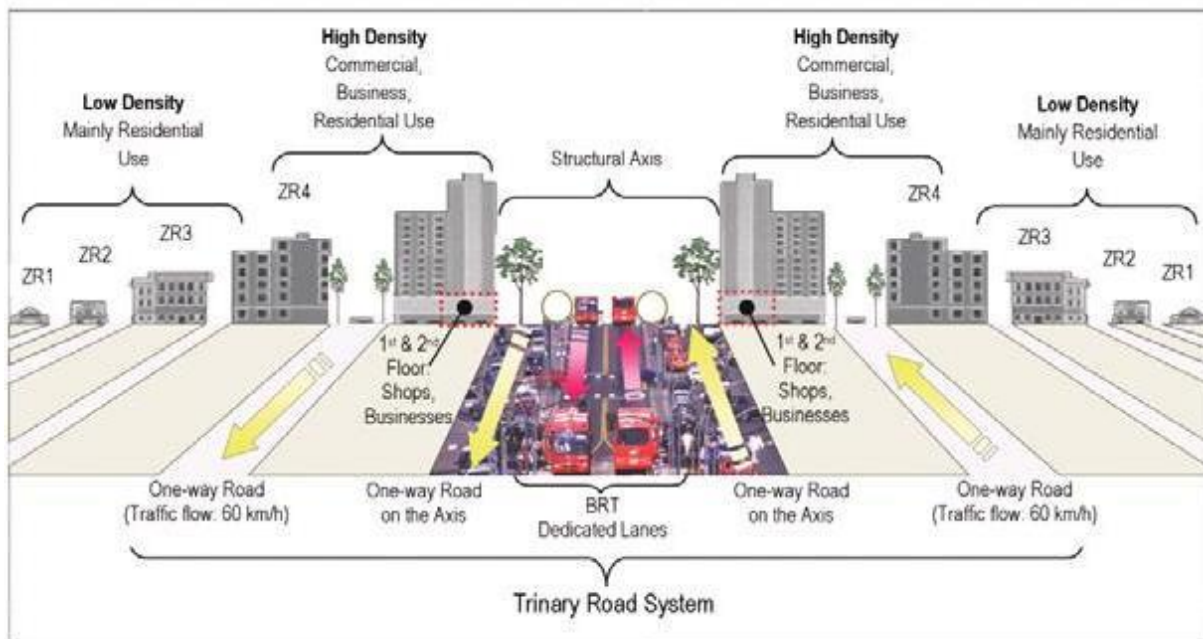 High Density
Commercial,
Business,
Residential Use
High Density
Commercial,
Business,
Residential Use
Low Density
Mainly Residential
Use
Low Density
Mainly Residential
Use
Structural Axis
ZR4
ZR4
ZR3
ZR3
ZR2
ZR2
ZR1
ZR1
1st & 2nd
Floor:
Shops,
Businesses
1st & 2nd
Floor:
Shops,
Businesses
One-way Road
(Traffic flow: 60 km/h)
One-way Road
on the Axis
BRT
Dedicated Lanes
One-way Road
on the Axis
One-way Road
(Traffic flow: 60 km/h)
Trinary Road System